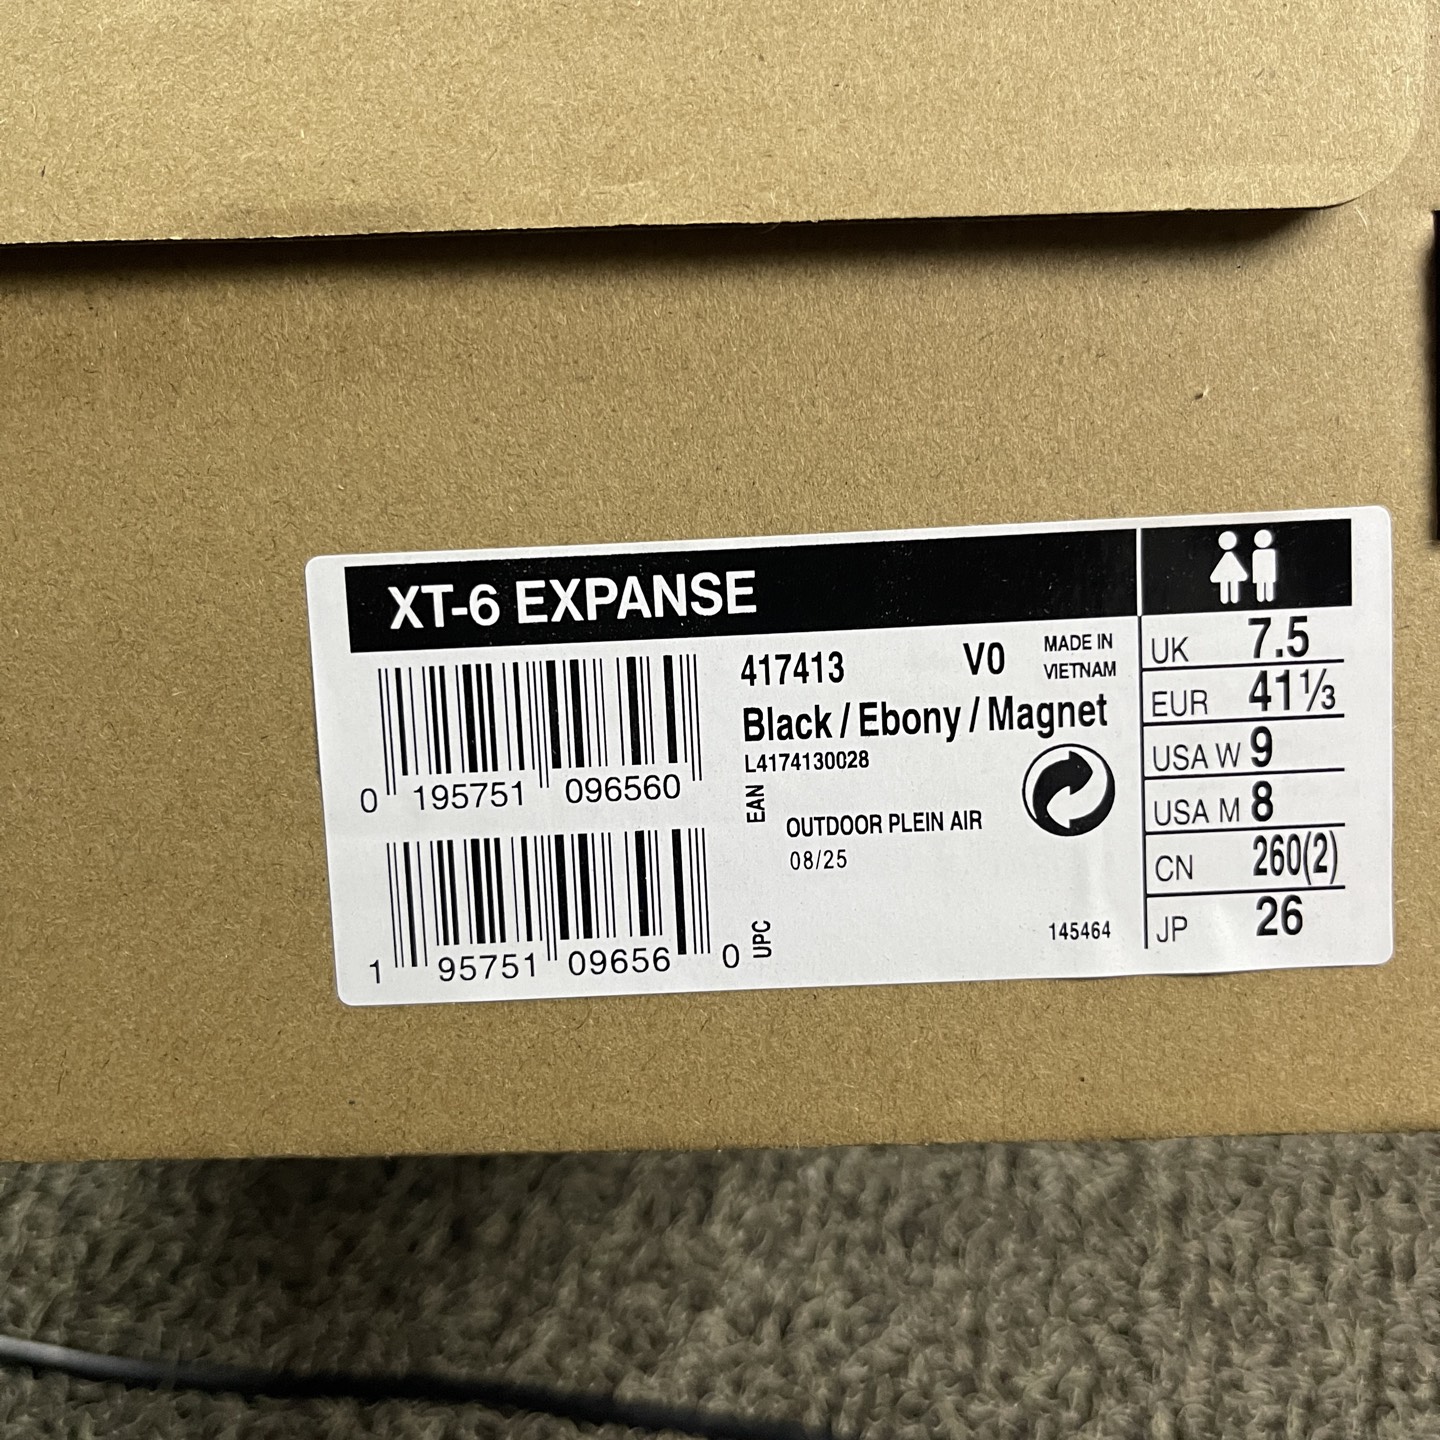 XT-6 EXPANSE
417413 V0 MADE IN VIETNAM
Black / Ebony / Magnet
L4174130028
0 195751 096560 EAN
OUTDOOR PLEIN AIR
08/25
1 95751 09656 0 UPC
145464
UK 7.5
EUR 41⅓
USA W 9
USA M 8
CN 260(2)
JP 26